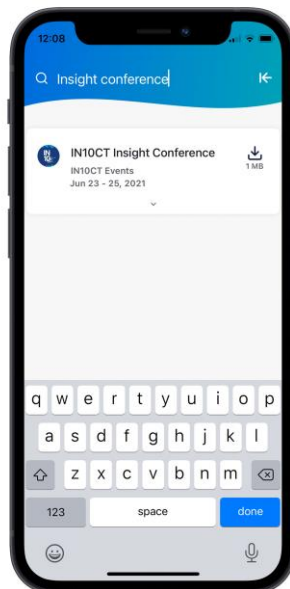 12:08
Insight conference
IN10CT Insight Conference
IN10CT Events
Jun 23 - 25, 2021
1 MB
q w e r t y u i o p
a s d f g h j k l
z x c v b n m
123 space done